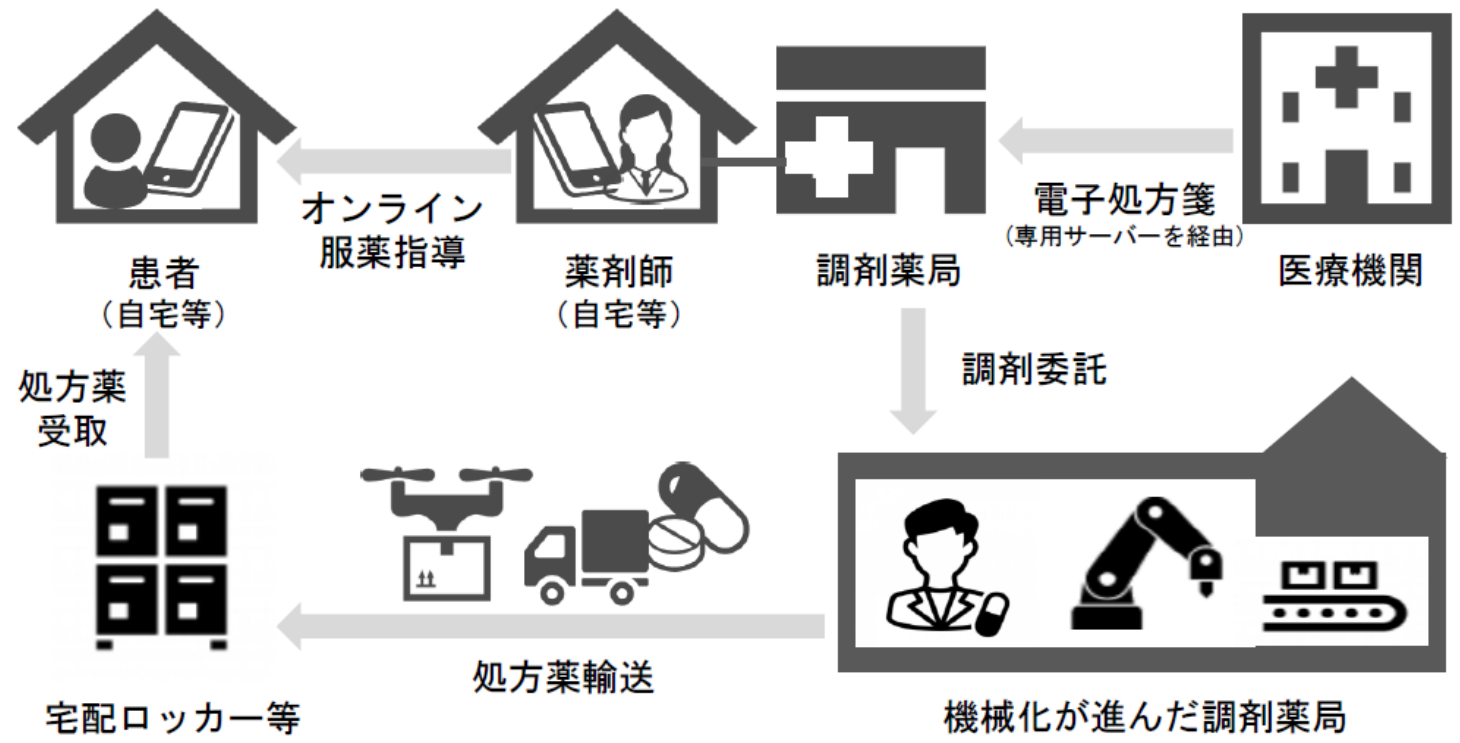 オンライン
服薬指導
電子処方箋
（専用サーバーを経由）
患者
（自宅等）
薬剤師
（自宅等）
調剤薬局
医療機関
処方薬
受取
調剤委託
処方薬輸送
宅配ロッカー等
機械化が進んだ調剤薬局